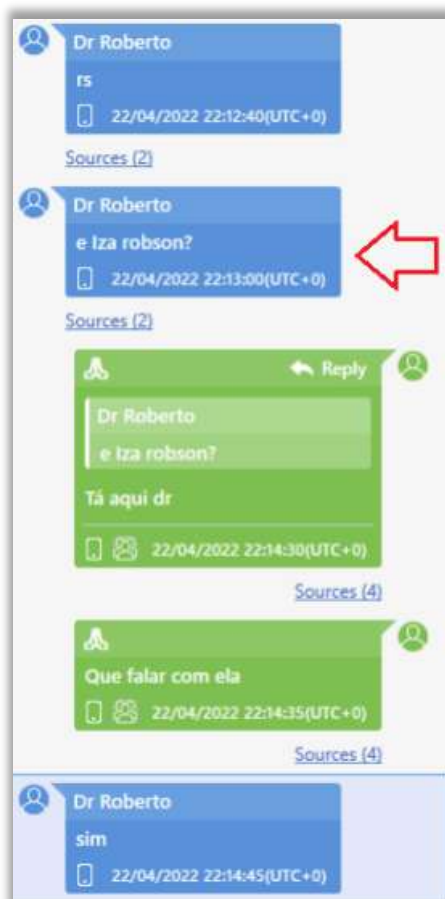 Dr Roberto
rs
22/04/2022 22:12:40(UTC+0)
Sources (2)
Dr Roberto
e Iza robson?
22/04/2022 22:13:00(UTC+0)
Sources (2)
Reply
Dr Roberto
e Iza robson?
Tá aqui dr
22/04/2022 22:14:30(UTC+0)
Sources (4)
Que falar com ela
22/04/2022 22:14:35(UTC+0)
Sources (4)
Dr Roberto
sim
22/04/2022 22:14:45(UTC+0)